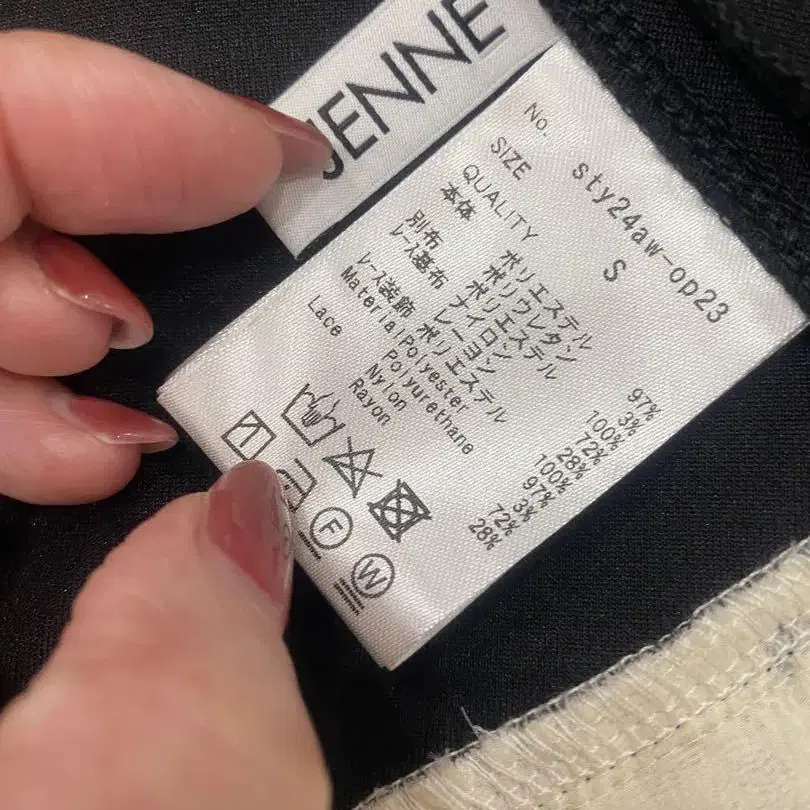 JENNE
No. sty24aw-op23
SIZE S
QUALITY
本体 ポリエステル 97%
ポリウレタン 3%
別布 ポリエステル 100%
レース基布 ナイロン 72%
レーヨン 28%
レース装飾 ポリエステル 100%
Material Polyester 97%
Polyurethane 3%
Lace Nylon 72%
Rayon 28%
F
W